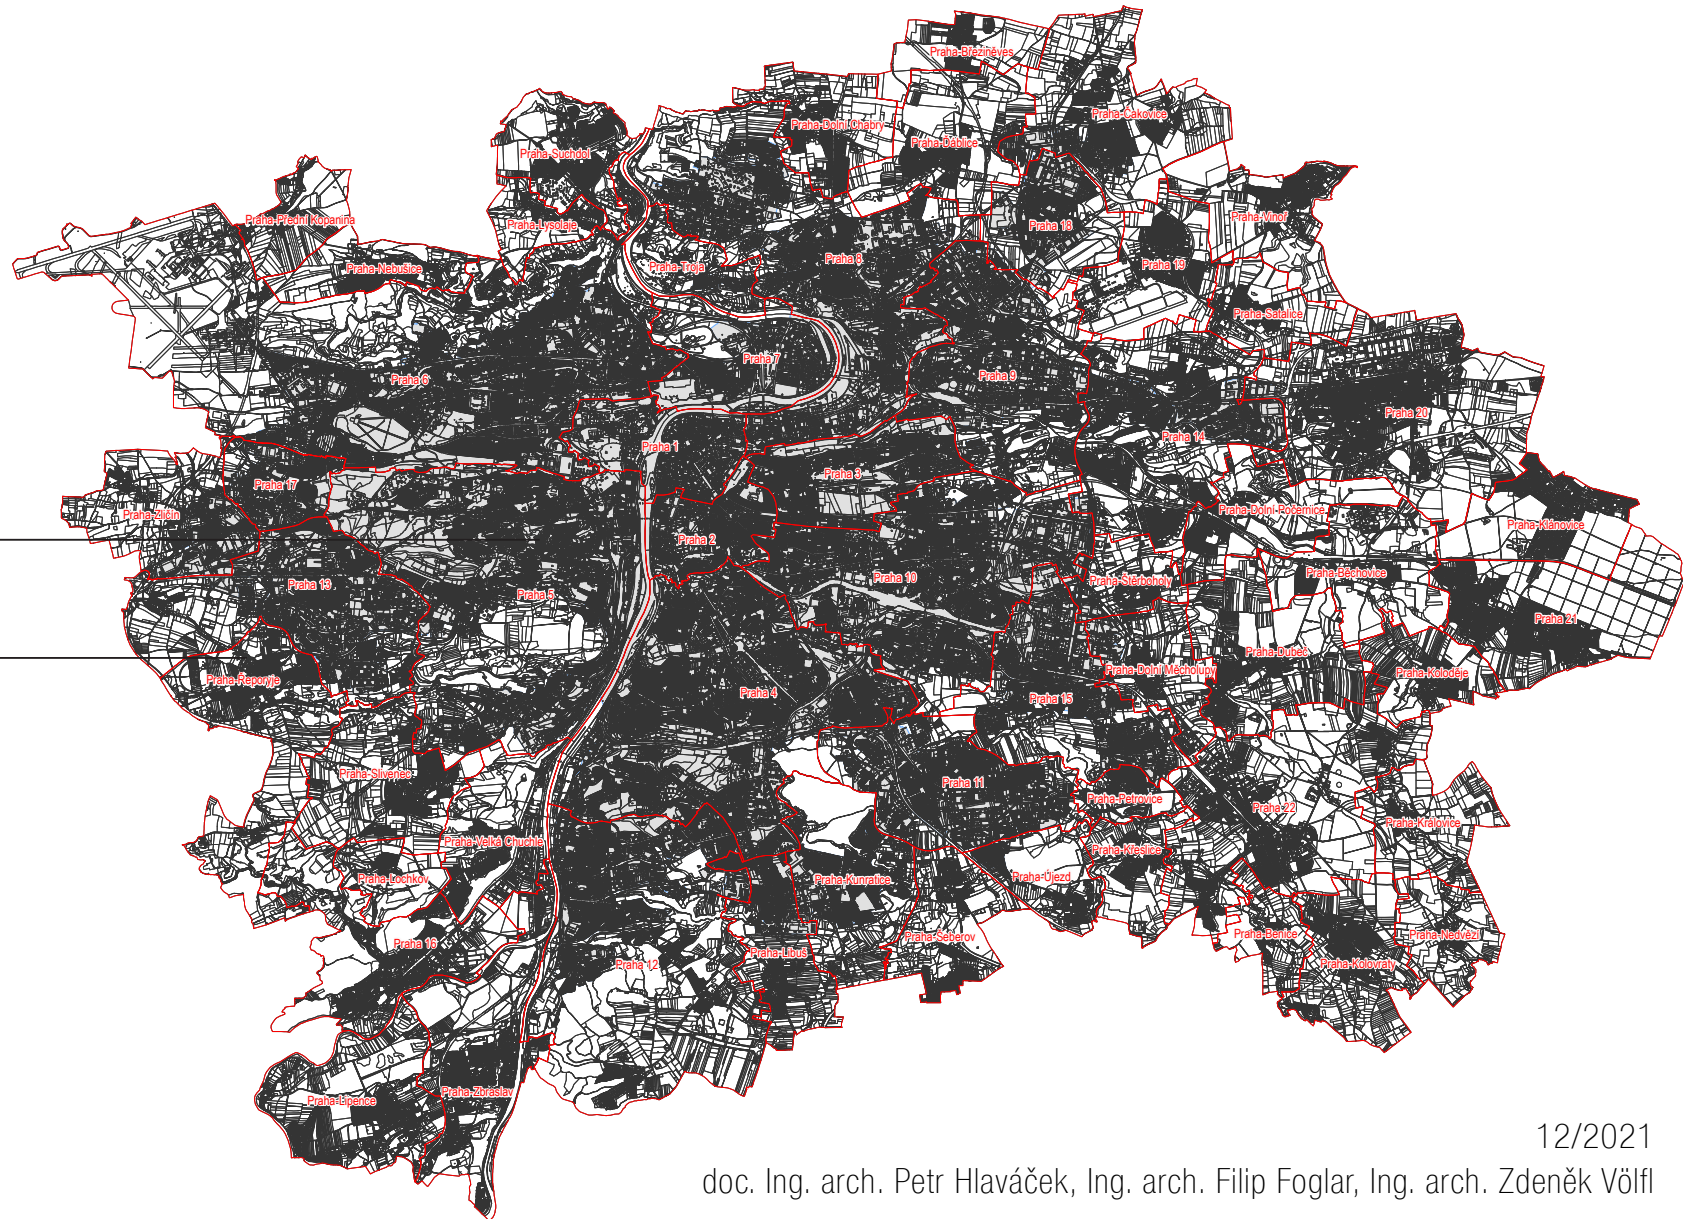 Praha-Březiněves
Praha-Čakovice
Praha-Dolní Chabry
Praha-Ďáblice
Praha-Suchdol
Praha-Přední Kopanina
Praha-Lysolaje
Praha-Vinoř
Praha 18
Praha-Nebušice
Praha-Troja
Praha 8
Praha 19
Praha-Satalice
Praha 7
Praha 6
Praha 9
Praha 20
Praha 1
Praha 14
Praha 3
Praha 17
Praha-Zličín
Praha-Dolní Počernice
Praha-Klánovice
Praha 2
Praha 13
Praha 10
Praha-Štěrboholy
Praha-Běchovice
Praha 5
Praha 21
Praha-Dubeč
Praha-Řeporyje
Praha-Dolní Měcholupy
Praha-Koloděje
Praha 4
Praha 15
Praha-Slivenec
Praha 11
Praha-Petrovice
Praha 22
Praha-Královice
Praha-Velká Chuchle
Praha-Křeslice
Praha-Lochkov
Praha-Kunratice
Praha-Újezd
Praha 16
Praha-Šeberov
Praha-Benice
Praha-Nedvězí
Praha-Libuš
Praha 12
Praha-Kolovraty
Praha-Zbraslav
Praha-Lipence
12/2021
doc. Ing. arch. Petr Hlaváček, Ing. arch. Filip Foglar, Ing. arch. Zdeněk Völfl